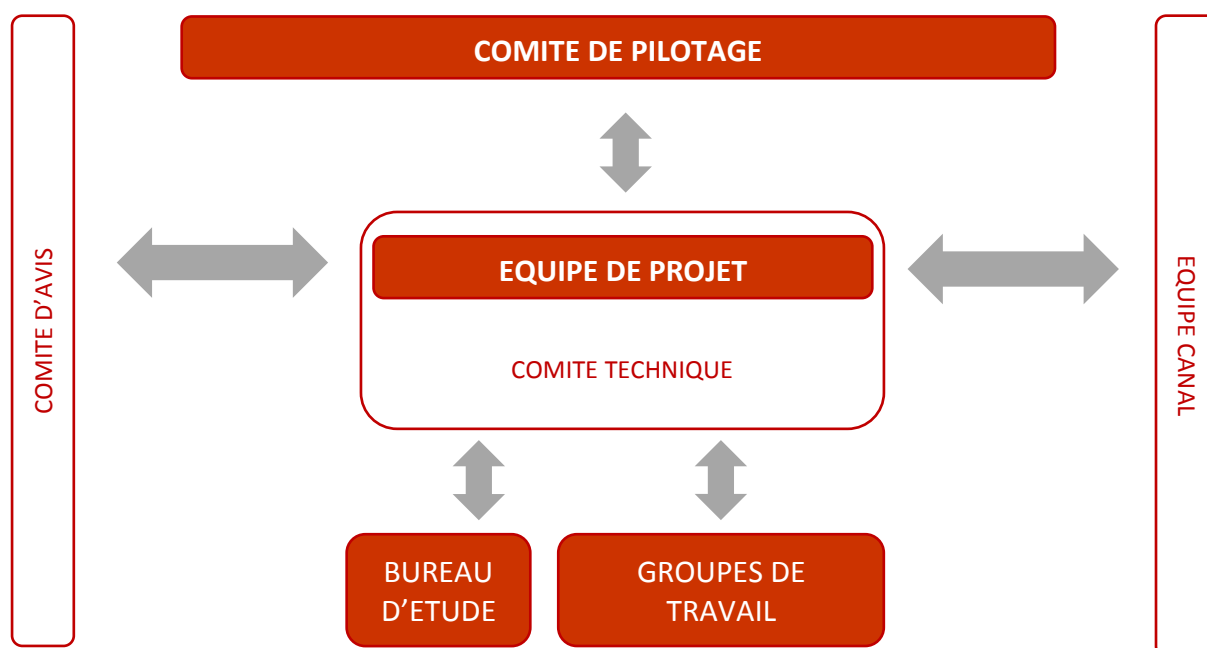 COMITE DE PILOTAGE
COMITE D’AVIS
EQUIPE DE PROJET
COMITE TECHNIQUE
EQUIPE CANAL
BUREAU
D’ETUDE
GROUPES DE
TRAVAIL